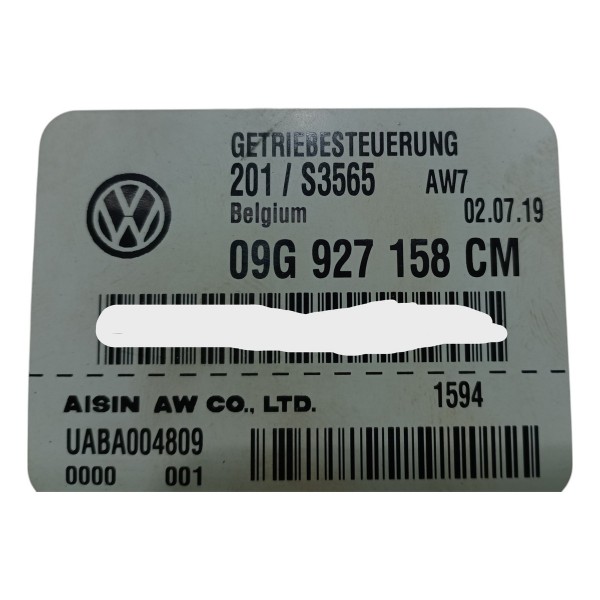 GETRIEBESTEUERUNG
201 / S3565 AW7
Belgium 02.07.19
09G 927 158 CM
AISIN AW CO., LTD. 1594
UABA004809
0000 001